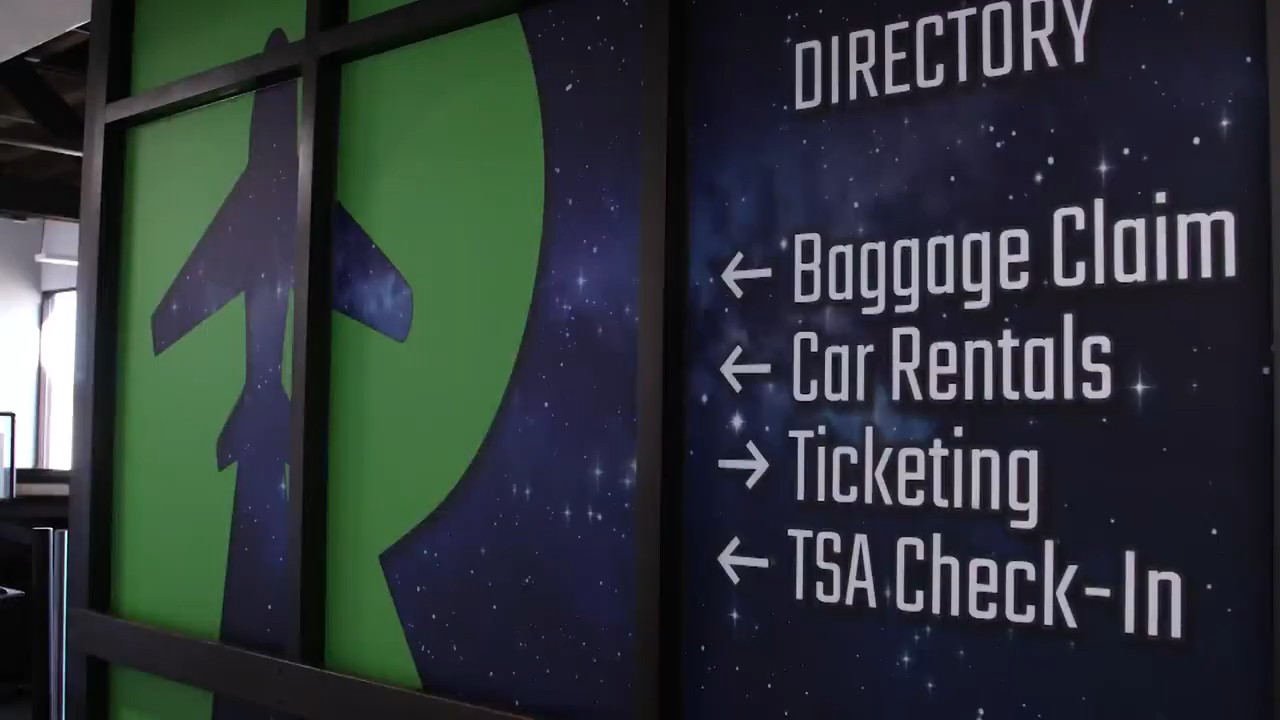 DIRECTORY
← Baggage Claim
← Car Rentals
→ Ticketing
← TSA Check-In